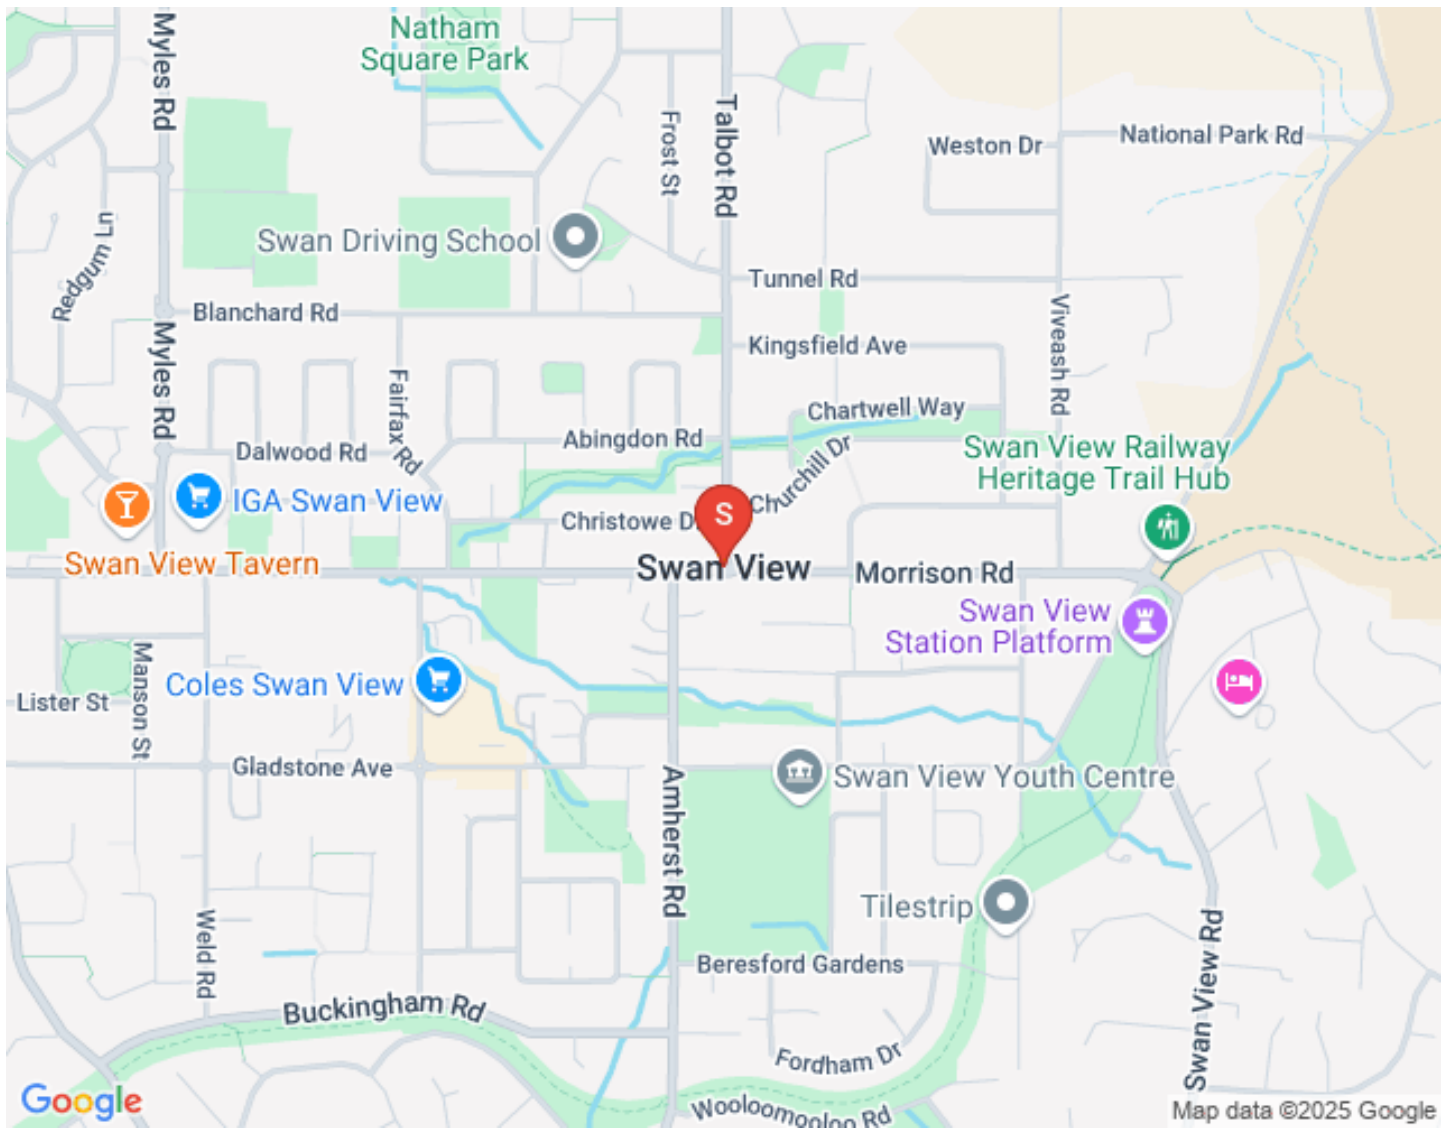 Natham
Square Park
Myles Rd
Talbot Rd
Frost St
Weston Dr
National Park Rd
Redgum Ln
Swan Driving School
Tunnel Rd
Blanchard Rd
Myles Rd
Kingsfield Ave
Viveash Rd
Fairfax Rd
Chartwell Way
Abingdon Rd
Dalwood Rd
Churchill Dr
Swan View Railway
Heritage Trail Hub
IGA Swan View
Christowe D
S
Swan View Tavern
Swan View
Morrison Rd
Swan View
Station Platform
Manson St
Coles Swan View
Lister St
Gladstone Ave
Swan View Youth Centre
Amherst Rd
Tilestrip
Weld Rd
Swan View Rd
Beresford Gardens
Buckingham Rd
Fordham Dr
Wooloomooloo Rd
Google
Map data ©2025 Google